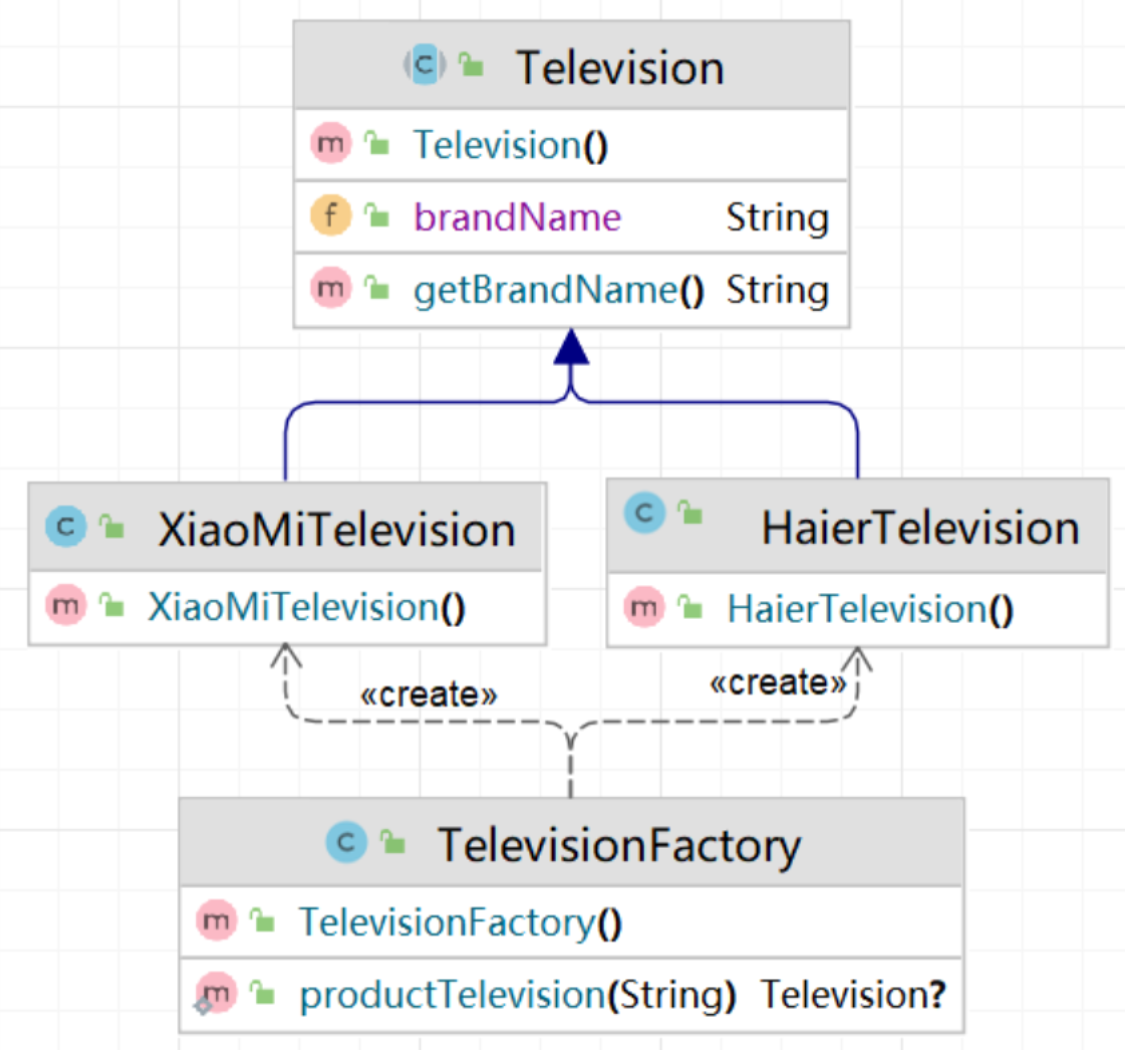 Television
Television()
brandName String
getBrandName() String
XiaoMiTelevision
XiaoMiTelevision()
HaierTelevision
HaierTelevision()
«create»
«create»
TelevisionFactory
TelevisionFactory()
productTelevision(String) Television?